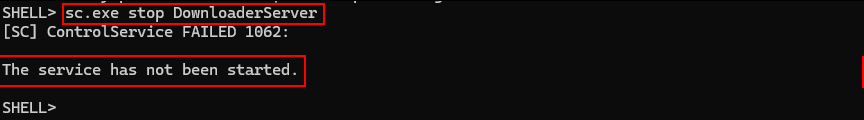 SHELL> sc.exe stop DownloaderServer
[SC] ControlService FAILED 1062:
The service has not been started.
SHELL>